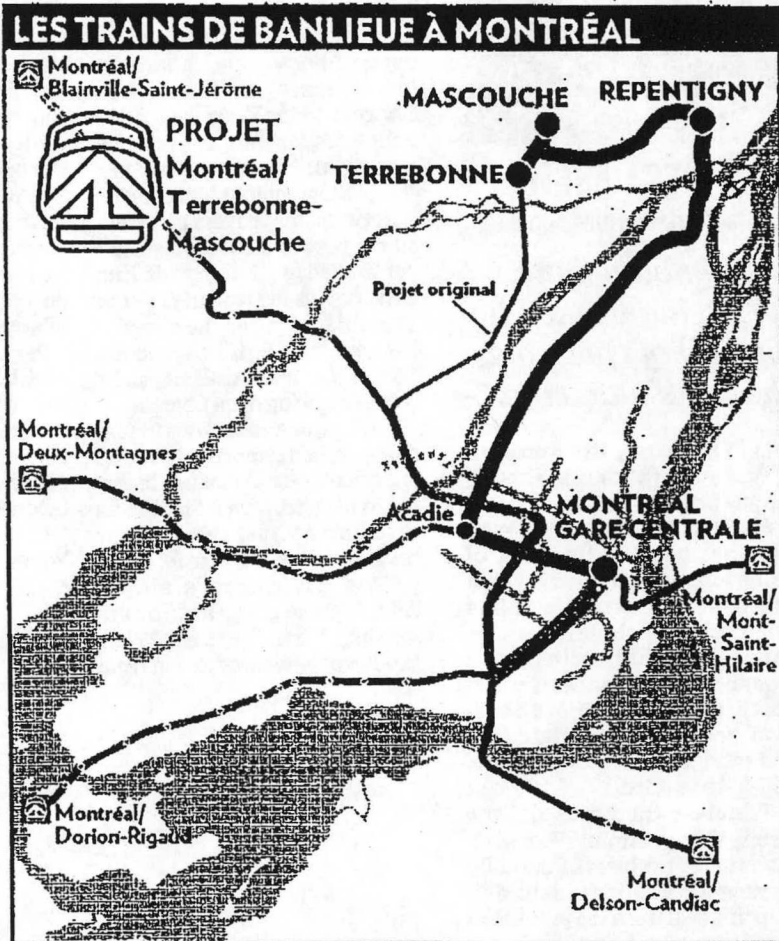 LES TRAINS DE BANLIEUE À MONTRÉAL
Montréal/
Blainville-Saint-Jérôme
PROJET
Montréal/
Terrebonne-
Mascouche
MASCOUCHE
REPENTIGNY
TERREBONNE
Projet original
Montréal/
Deux-Montagnes
Acadie
MONTRÉAL
GARE CENTRALE
Montréal/
Mont-
Saint-
Hilaire
Montréal/
Dorion-Rigaud
Montréal/
Delson-Candiac